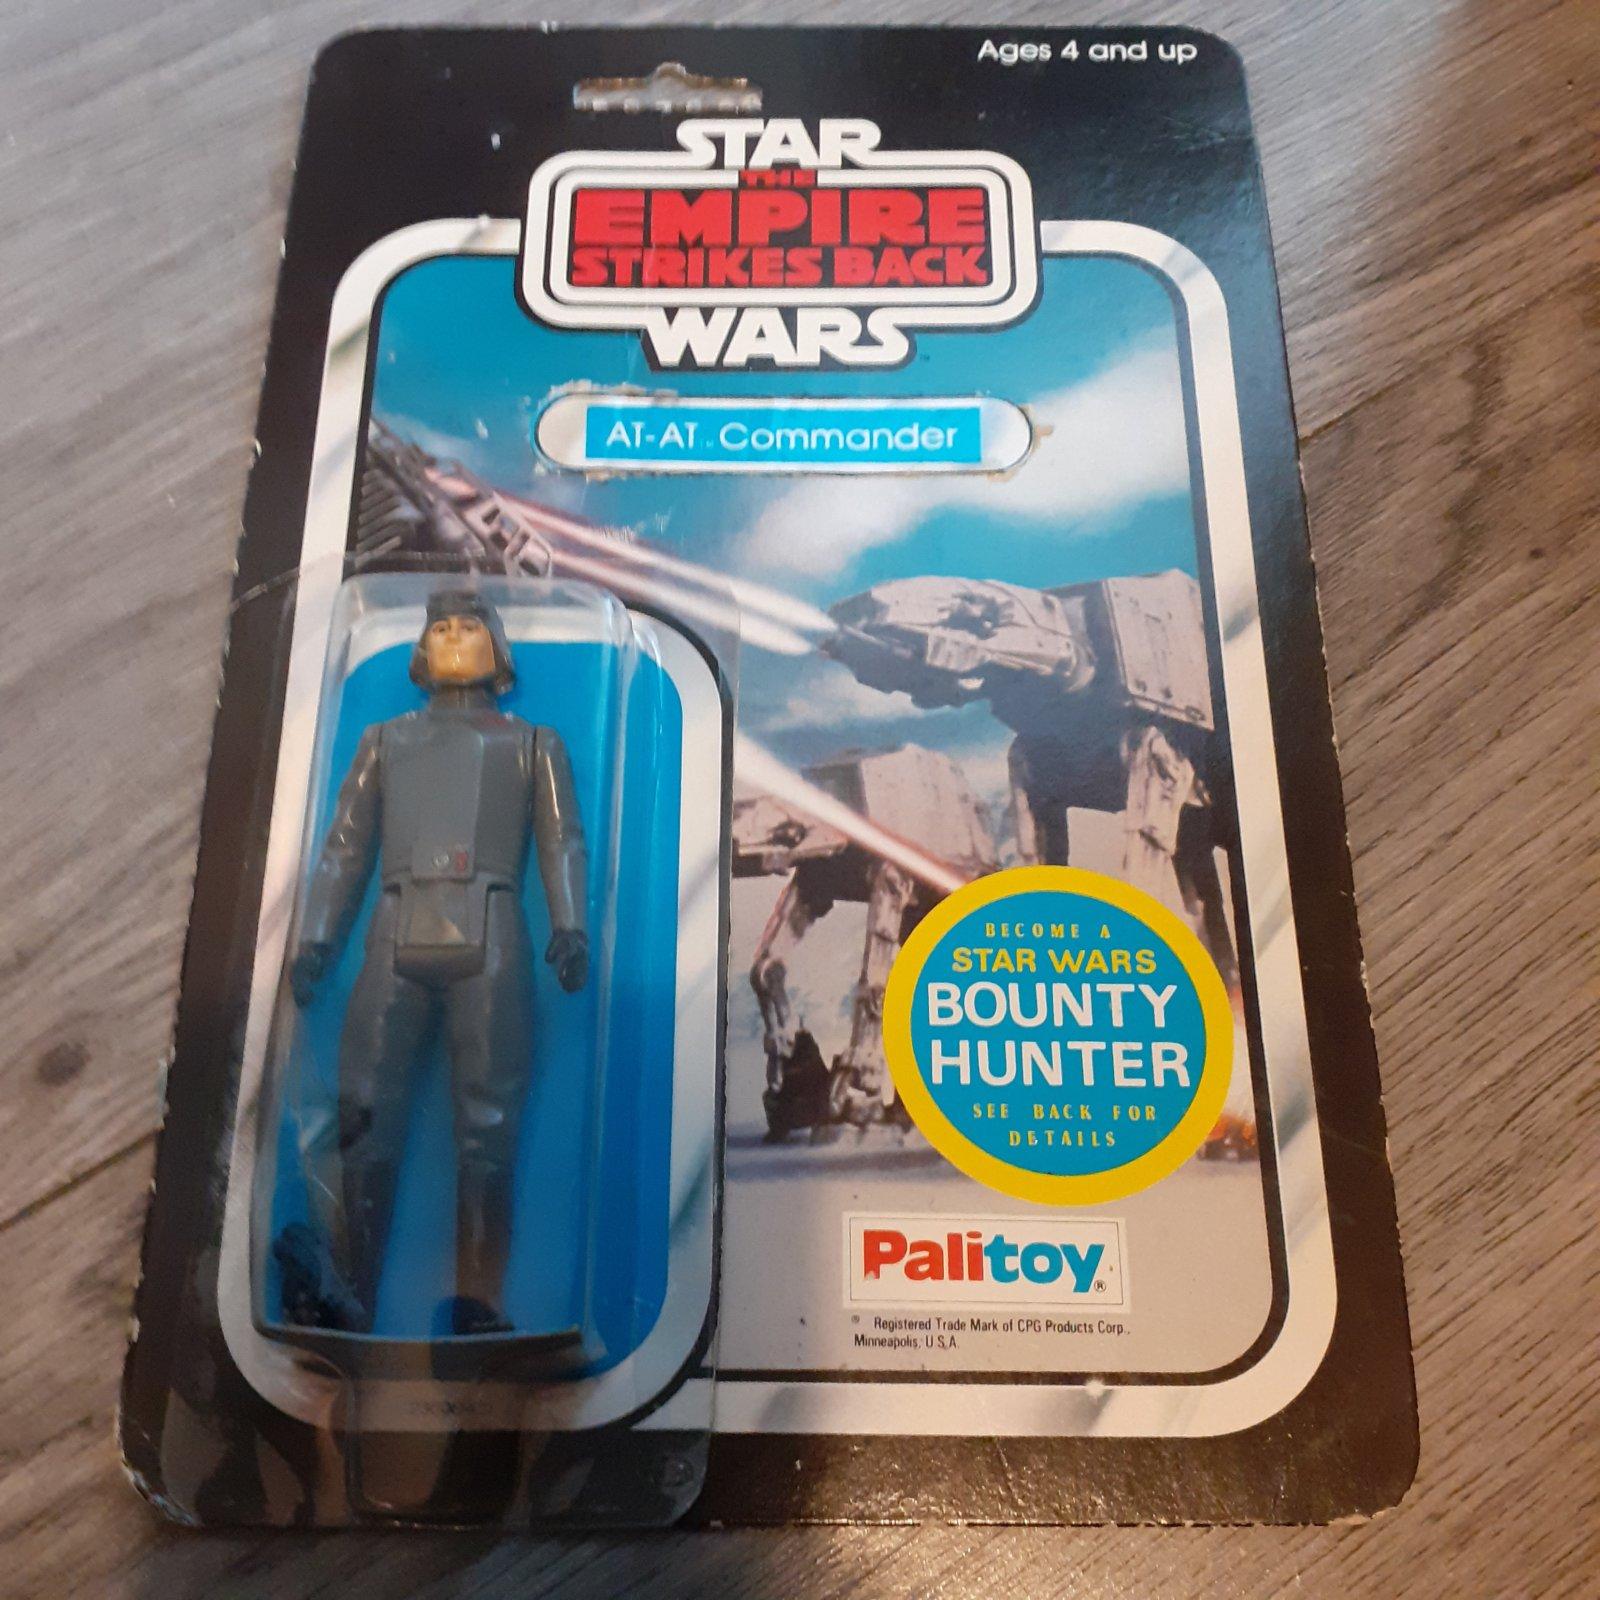 Ages 4 and up
STAR
THE
EMPIRE
STRIKES BACK
WARS
AT-AT Commander
BECOME A
STAR WARS
BOUNTY
HUNTER
SEE BACK FOR
DETAILS
Palitoy®
® Registered Trade Mark of CPG Products Corp.,
Minneapolis, U.S.A.